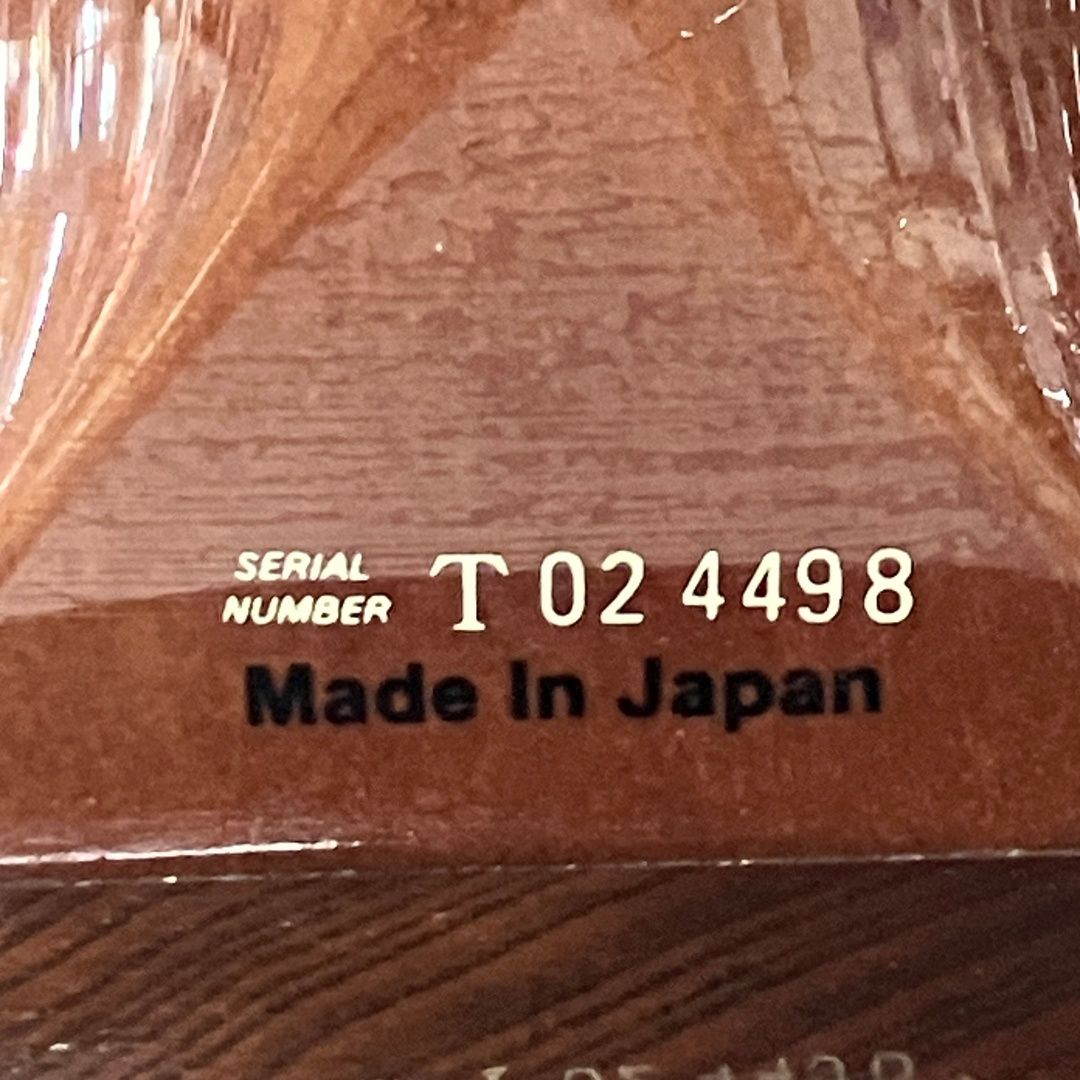 SERIAL
NUMBER T 02 4498
Made In Japan